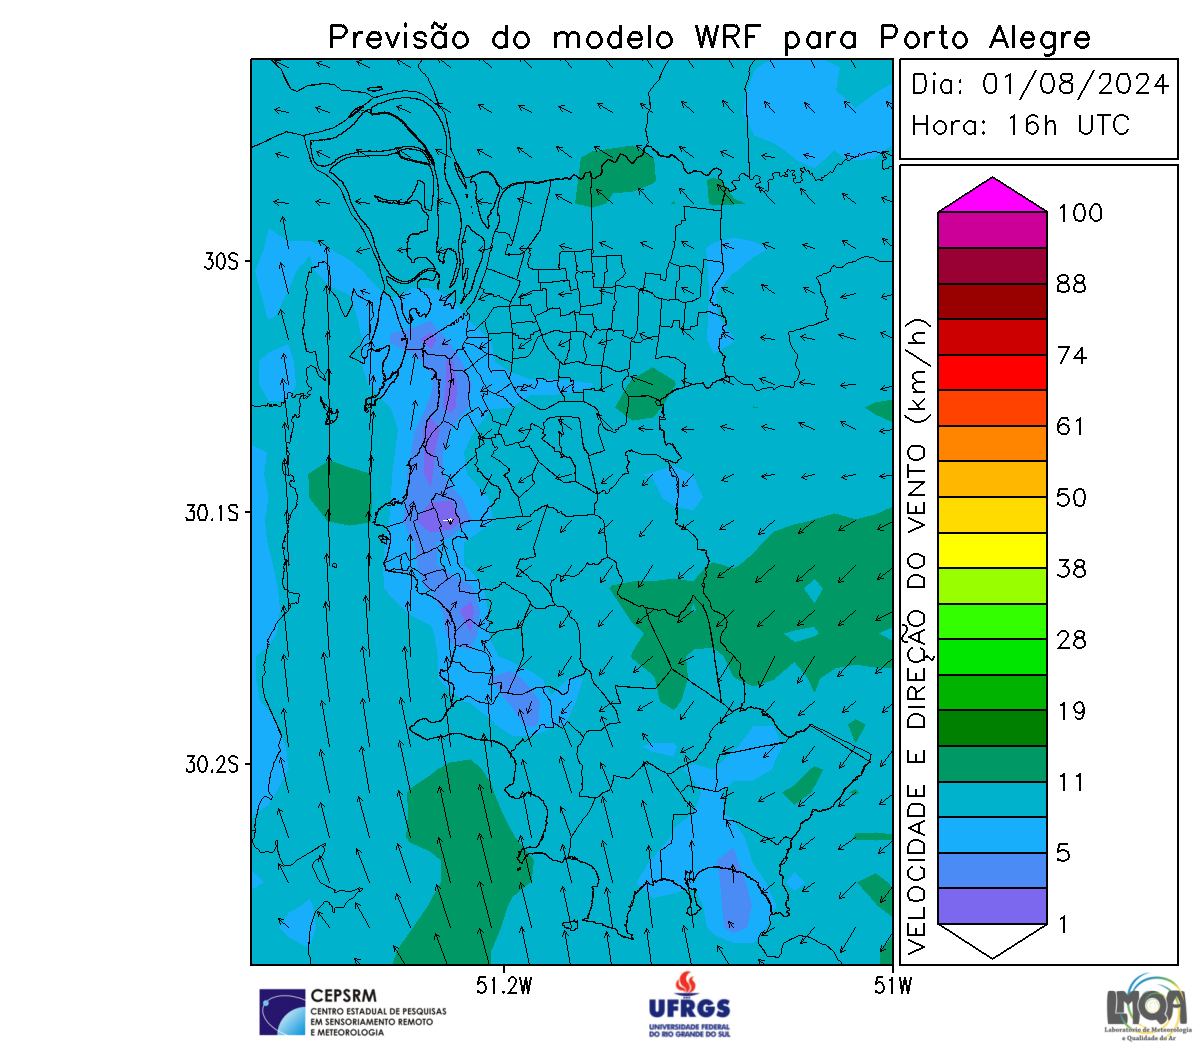 Previsão do modelo WRF para Porto Alegre
Dia: 01/08/2024
Hora: 16h UTC
30S
30.1S
30.2S
51.2W
51W
VELOCIDADE E DIREÇÃO DO VENTO (km/h)
100
88
74
61
50
38
28
19
11
5
1
CEPSRM
CENTRO ESTADUAL DE PESQUISAS
EM SENSORIAMENTO REMOTO
E METEOROLOGIA
UFRGS
UNIVERSIDADE FEDERAL
DO RIO GRANDE DO SUL
LMQA
Laboratório de Meteorologia
e Qualidade do Ar